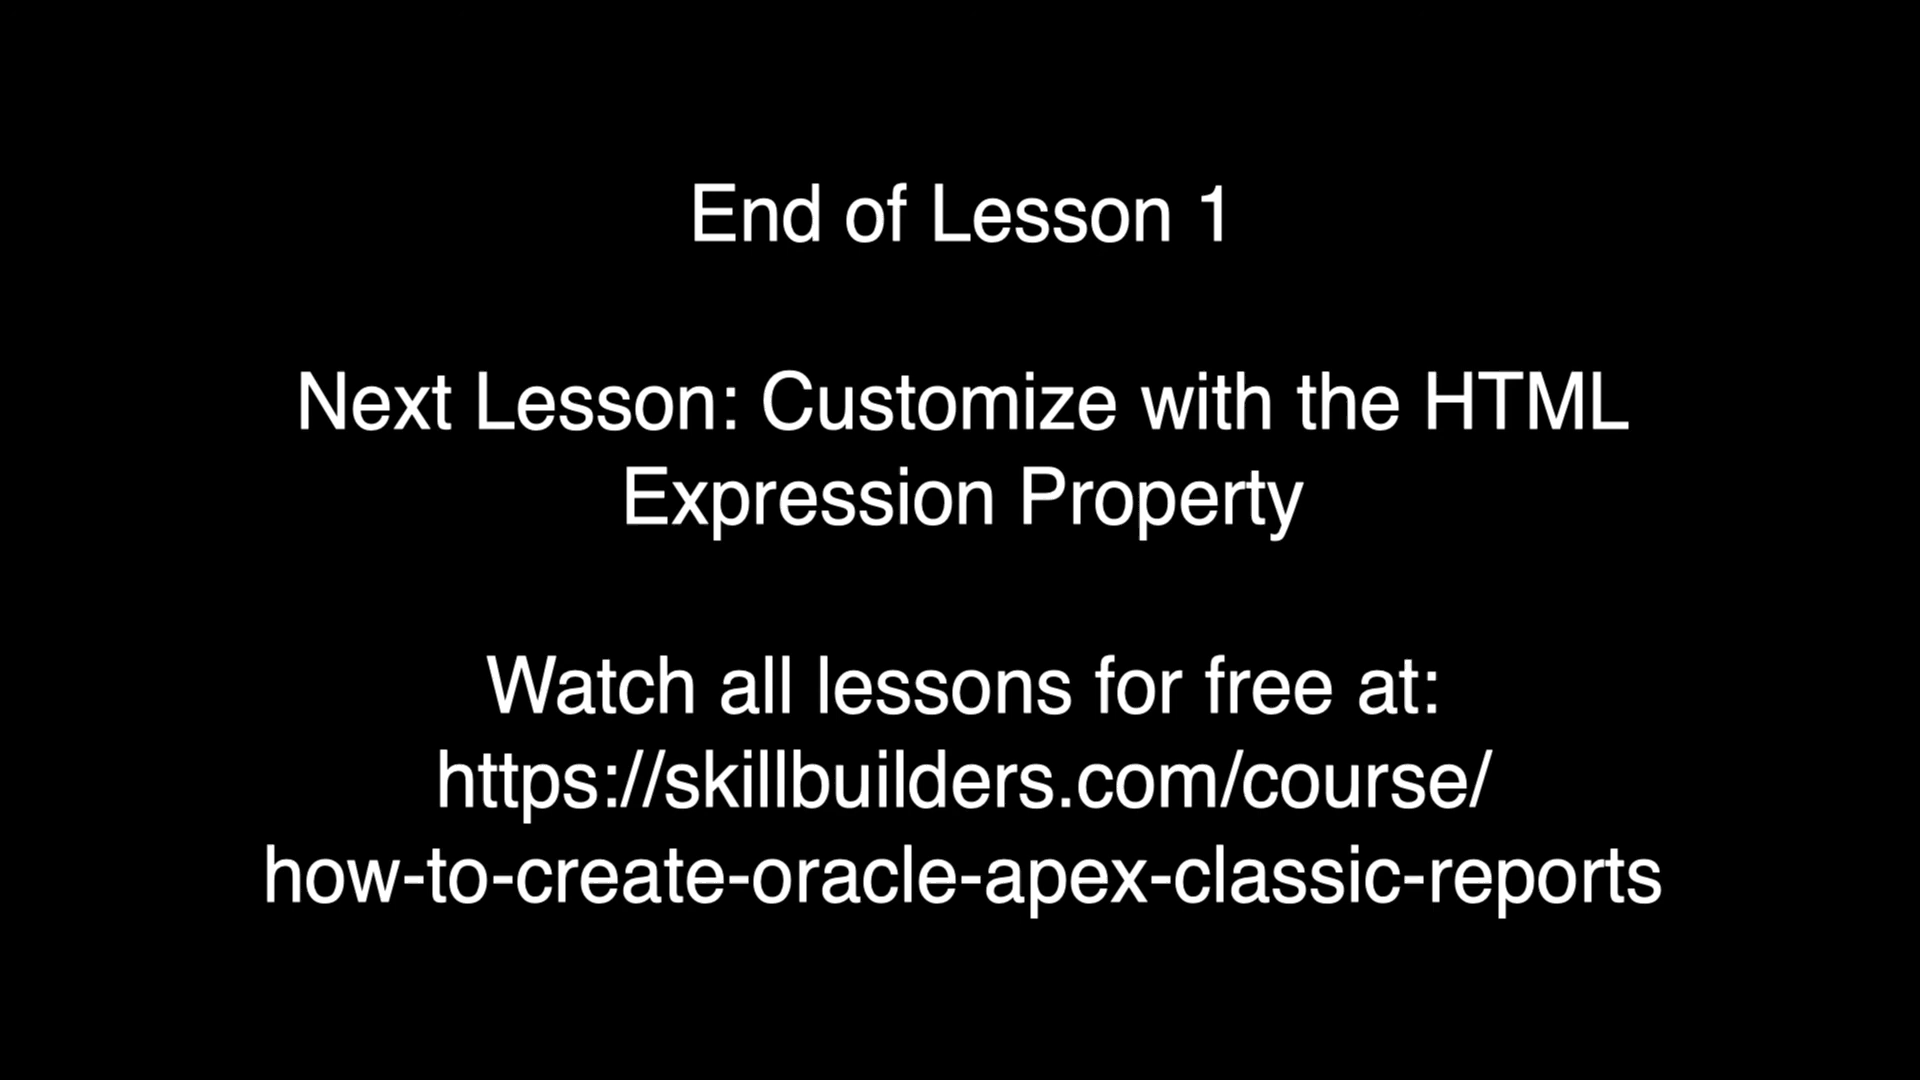 End of Lesson 1
Next Lesson: Customize with the HTML
Expression Property
Watch all lessons for free at:
https://skillbuilders.com/course/
how-to-create-oracle-apex-classic-reports